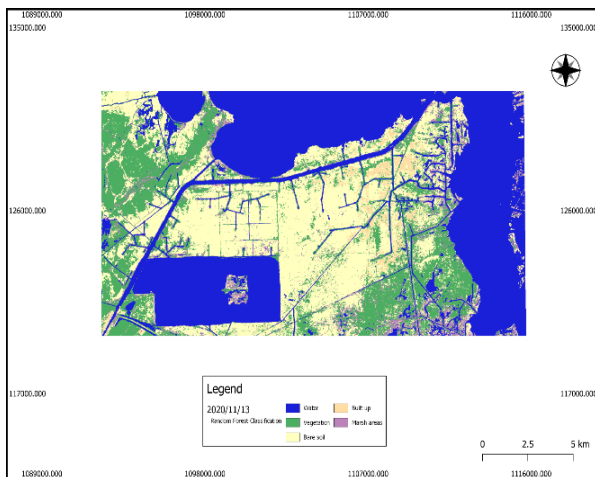 1089000.000 1098000.000 1107000.000 1116000.000
135000.000 135000.000
126000.000 126000.000
Legend
2020/11/13
Random Forest Classification
Water Built up
Vegetation Marsh areas
Bare soil
117000.000 117000.000
0 2.5 5 km
1089000.000 1098000.000 1107000.000 1116000.000